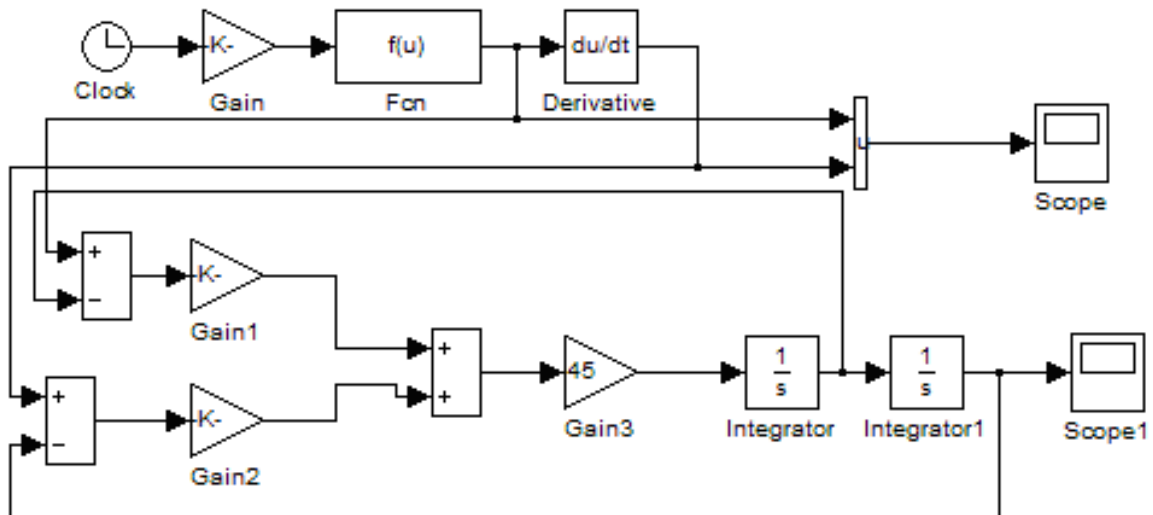 K-
f(u)
du/dt
Clock
Gain
Fcn
Derivative
u
Scope
+
−
K-
Gain1
+
+
45
1
s
1
s
Gain3
Integrator
Integrator1
Scope1
+
−
K-
Gain2